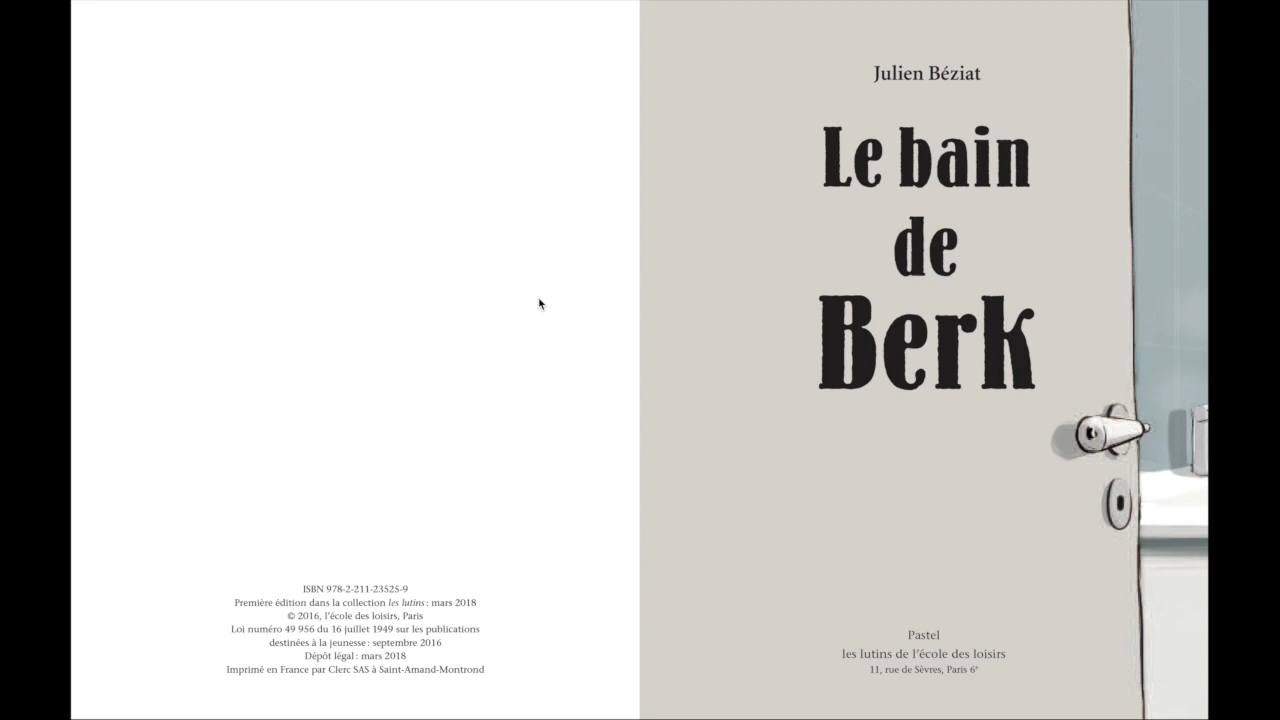 ISBN 978-2-211-23525-9
Première édition dans la collection les lutins : mars 2018
© 2016, l'école des loisirs, Paris
Loi numéro 49 956 du 16 juillet 1949 sur les publications
destinées à la jeunesse : septembre 2016
Dépôt légal : mars 2018
Imprimé en France par Clerc SAS à Saint-Amand-Montrond
Julien Béziat
Le bain
de
Berk
Pastel
les lutins de l'école des loisirs
11, rue de Sèvres, Paris 6e